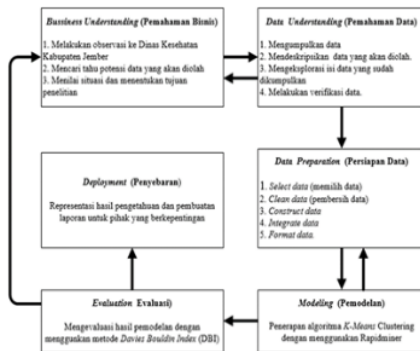 Bussiness Understanding (Pemahaman Bisnis)
1. Melakukan observasi ke Dinas Kesehatan
Kabupaten Jember
2. Mencari tahu potensi data yang akan diolah
3. Menilai situasi dan menentukan tujuan
penelitian
Data Understanding (Pemahaman Data)
1. Mengumpulkan data
2. Mendeskripsikan data yang akan diolah.
3. Mengeksplorasi isi data yang sudah
dikumpulkan
4. Melakukan verifikasi data.
Data Preparation (Persiapan Data)
1. Select data (memilih data)
2. Clean data (pembersih data)
3. Construct data
4. Integrate data
5. Format data.
Deployment (Penyebaran)
Representasi hasil pengetahuan dan pembuatan
laporan untuk pihak yang berkepentingan
Evaluation Evaluasi)
Mengevaluasi hasil pemodelan dengan
menggunkan metode Davies Bouldin Index (DBI)
Modeling (Pemodelan)
Penerapan algoritma K-Means Clustering
dengan menggunakan Rapidminer